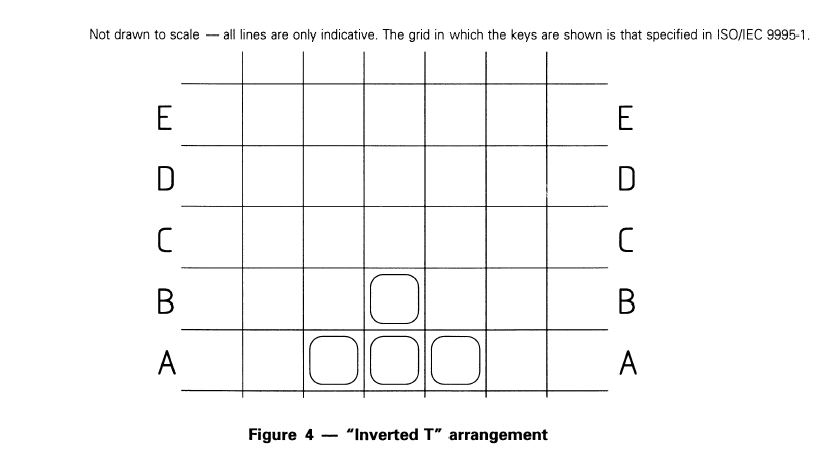 Not drawn to scale — all lines are only indicative. The grid in which the keys are shown is that specified in ISO/IEC 9995-1.
E E
D D
C C
B B
A A
Figure 4 — "Inverted T" arrangement